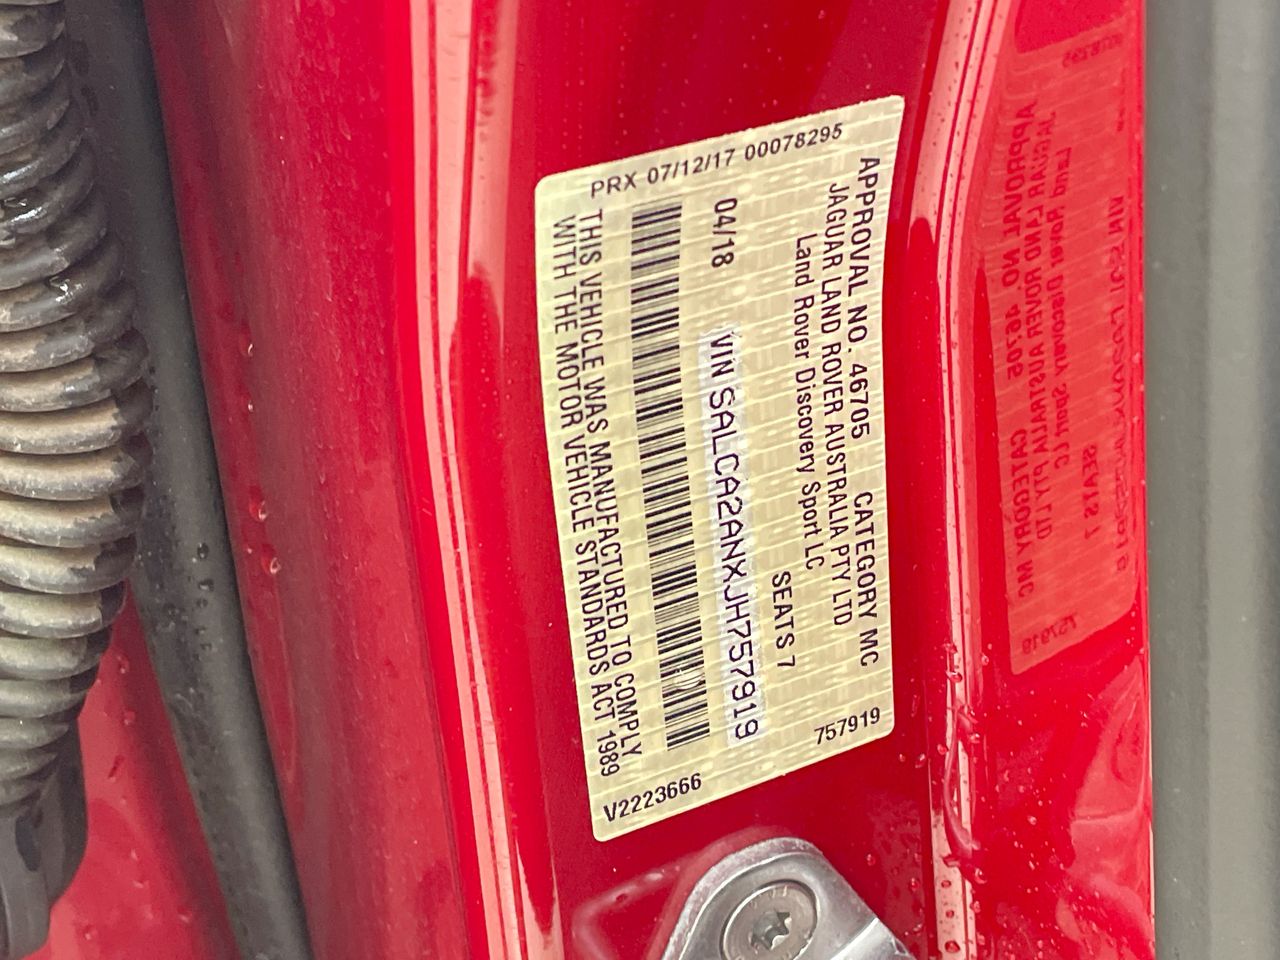 APPROVAL NO. 46705 CATEGORY MC
JAGUAR LAND ROVER AUSTRALIA PTY LTD
Land Rover Discovery Sport LC
SEATS 7
04/18 VIN SALCA2ANXJH757919
THIS VEHICLE WAS MANUFACTURED TO COMPLY
WITH THE MOTOR VEHICLE STANDARDS ACT 1989
PRX 07/12/17 00078295
757919
V2223666